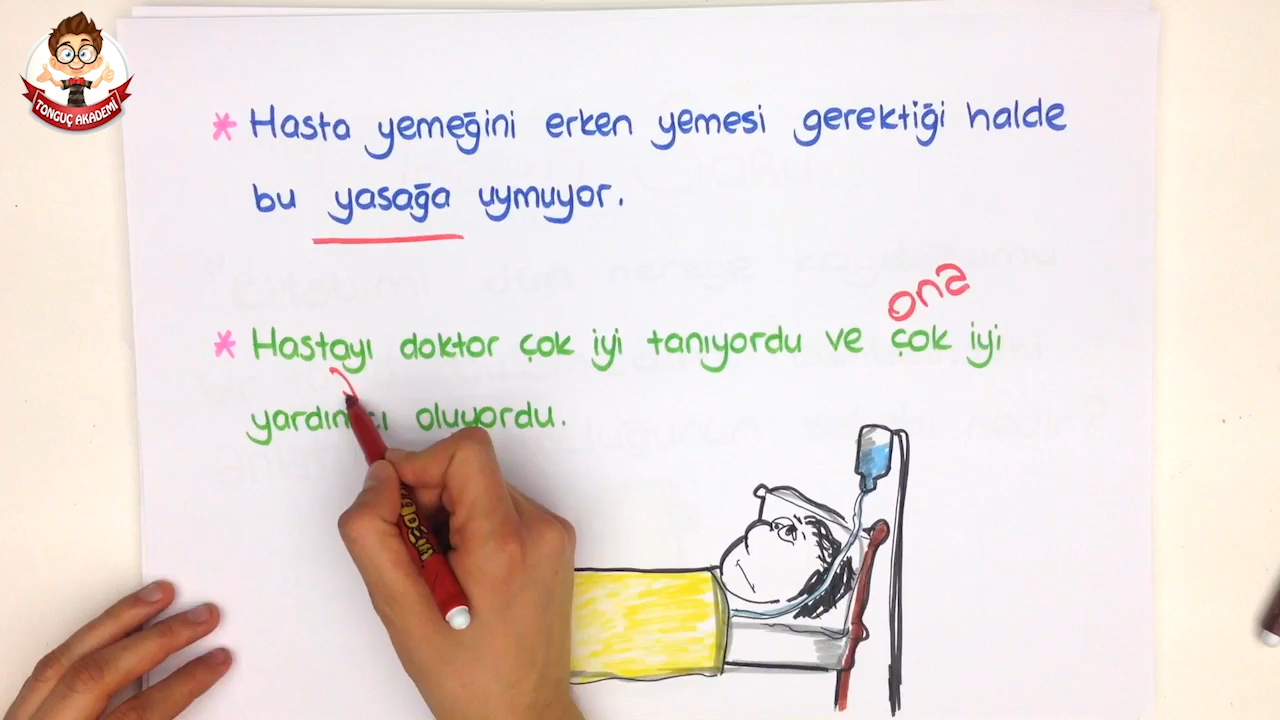 TONGUÇ AKADEMİ
* Hasta yemeğini erken yemesi gerektiği halde
bu yasağa uymuyor.
ona
* Hastayı doktor çok iyi tanıyordu ve çok iyi
oluyordu.